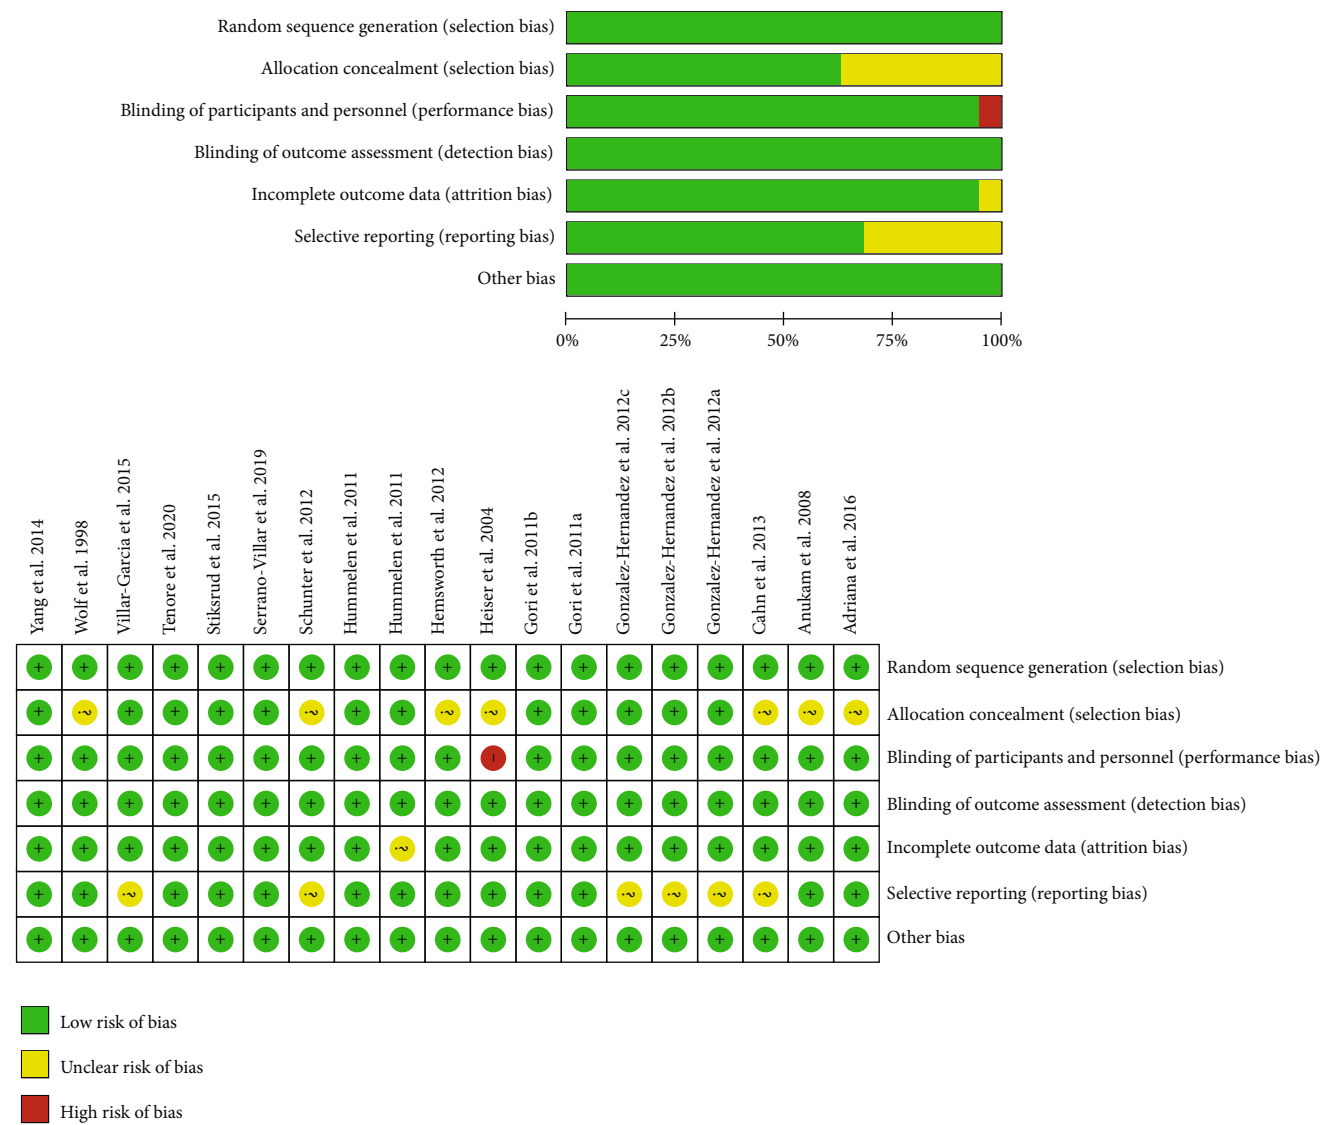 Random sequence generation (selection bias)
Allocation concealment (selection bias)
Blinding of participants and personnel (performance bias)
Blinding of outcome assessment (detection bias)
Incomplete outcome data (attrition bias)
Selective reporting (reporting bias)
Other bias
0% 25% 50% 75% 100%
Yang et al. 2014
Wolf et al. 1998
Villar-Garcia et al. 2015
Tenore et al. 2020
Stiksrud et al. 2015
Serrano-Villar et al. 2019
Schunter et al. 2012
Hummelen et al. 2011
Hummelen et al. 2011
Hemsworth et al. 2012
Heiser et al. 2004
Gori et al. 2011b
Gori et al. 2011a
Gonzalez-Hernandez et al. 2012c
Gonzalez-Hernandez et al. 2012b
Gonzalez-Hernandez et al. 2012a
Cahn et al. 2013
Anukam et al. 2008
Adriana et al. 2016
+ + + + + + + + + + + + + + + + + + + Random sequence generation (selection bias)
+ ? + + + + ? + + ? ? + + + + + ? ? ? Allocation concealment (selection bias)
+ + + + + + + + + + – + + + + + + + + Blinding of participants and personnel (performance bias)
+ + + + + + + + + + + + + + + + + + + Blinding of outcome assessment (detection bias)
+ + + + + + + + ? + + + + + + + + + + Incomplete outcome data (attrition bias)
+ + ? + + + ? + + + + + + ? ? ? ? + + Selective reporting (reporting bias)
+ + + + + + + + + + + + + + + + + + + Other bias
Low risk of bias
Unclear risk of bias
High risk of bias